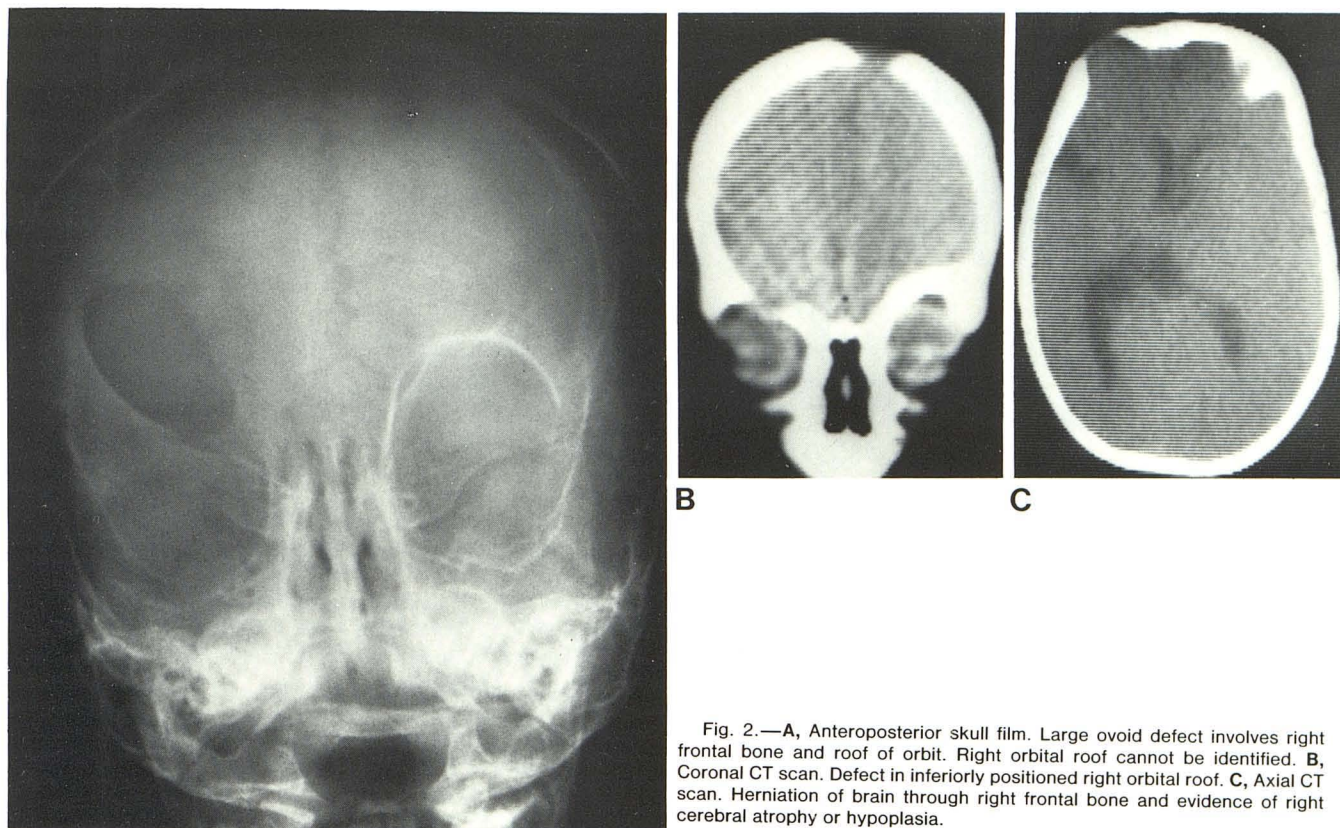 B
C
Fig. 2.—A, Anteroposterior skull film. Large ovoid defect involves right
frontal bone and roof of orbit. Right orbital roof cannot be identified. B,
Coronal CT scan. Defect in inferiorly positioned right orbital roof. C, Axial CT
scan. Herniation of brain through right frontal bone and evidence of right
cerebral atrophy or hypoplasia.